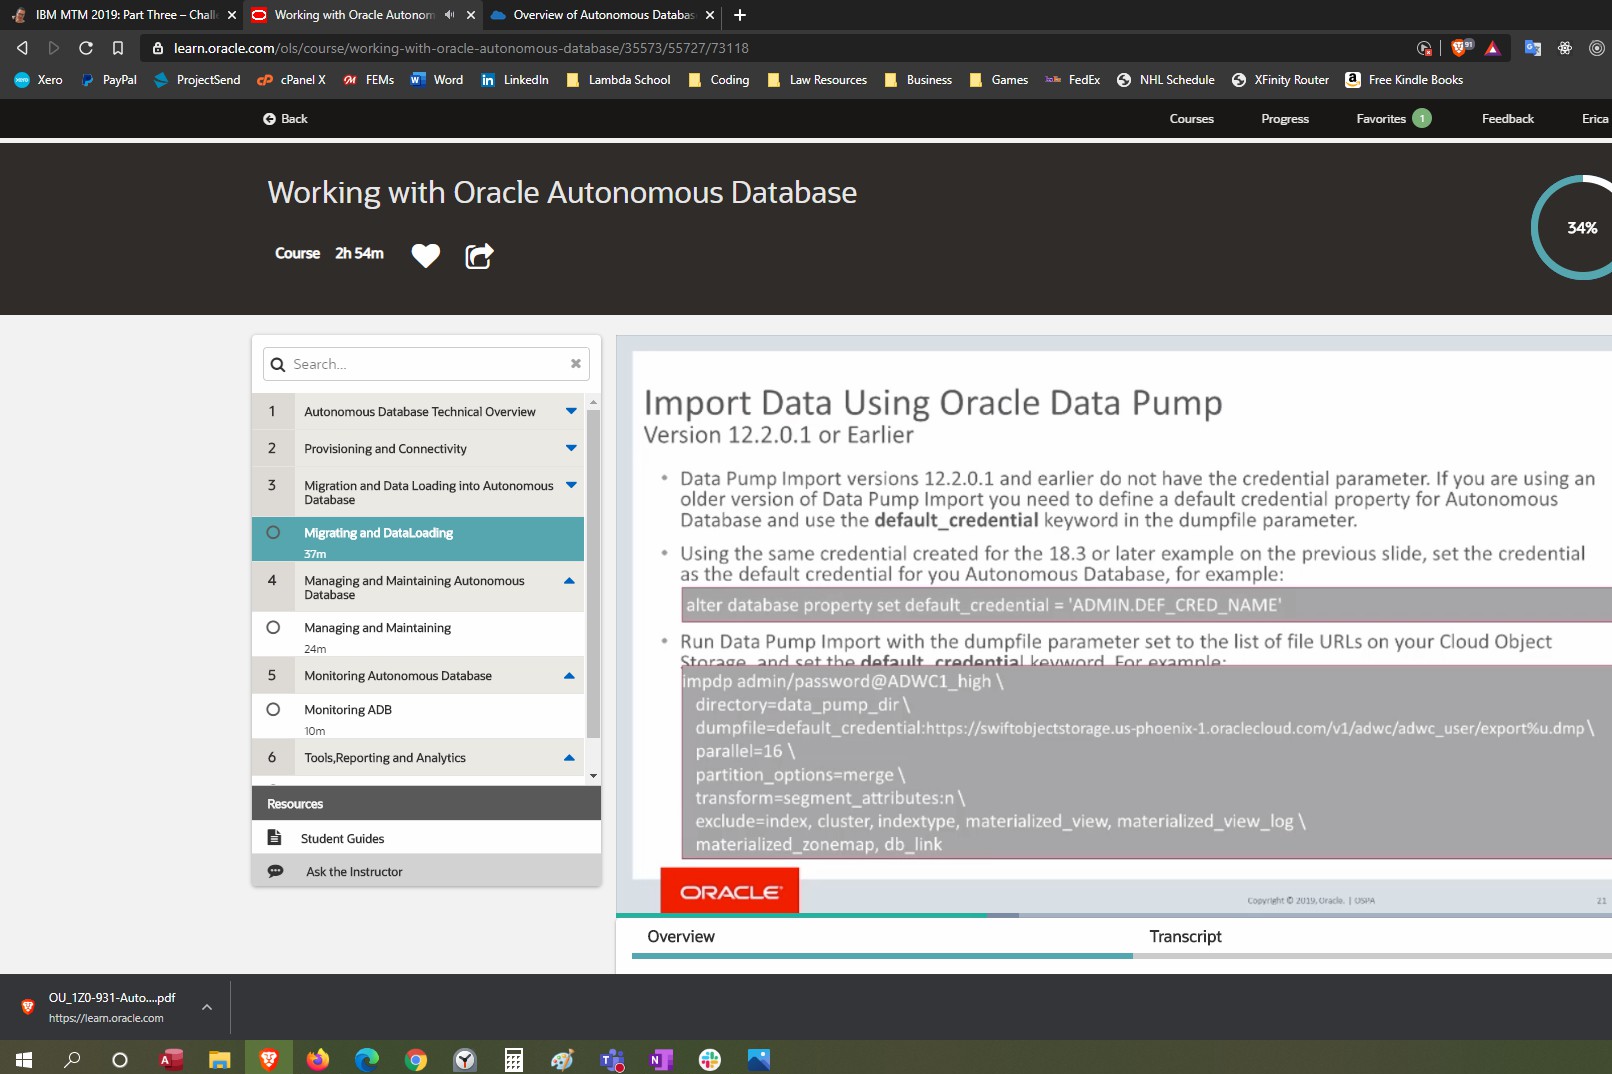 IBM MTM 2019: Part Three – Chall
Working with Oracle Autonom
Overview of Autonomous Databas
learn.oracle.com/ols/course/working-with-oracle-autonomous-database/35573/55727/73118
91
xero Xero
PayPal
ProjectSend
cPanel X
FEMs
Word
LinkedIn
Lambda School
Coding
Law Resources
Business
Games
FedEx
NHL Schedule
XFinity Router
Free Kindle Books
Back
Courses
Progress
Favorites 1
Feedback
Erica
Working with Oracle Autonomous Database
Course 2h 54m
34%
Search...
1 Autonomous Database Technical Overview
2 Provisioning and Connectivity
3 Migration and Data Loading into Autonomous
Database
Migrating and DataLoading
37m
4 Managing and Maintaining Autonomous
Database
Managing and Maintaining
24m
5 Monitoring Autonomous Database
Monitoring ADB
10m
6 Tools,Reporting and Analytics
Resources
Student Guides
Ask the Instructor
Import Data Using Oracle Data Pump
Version 12.2.0.1 or Earlier
• Data Pump Import versions 12.2.0.1 and earlier do not have the credential parameter. If you are using an
older version of Data Pump Import you need to define a default credential property for Autonomous
Database and use the default_credential keyword in the dumpfile parameter.
• Using the same credential created for the 18.3 or later example on the previous slide, set the credential
as the default credential for you Autonomous Database, for example:
alter database property set default_credential = 'ADMIN.DEF_CRED_NAME'
• Run Data Pump Import with the dumpfile parameter set to the list of file URLs on your Cloud Object
Storage, and set the default_credential keyword. For example:
impdp admin/password@ADWC1_high \
directory=data_pump_dir \
dumpfile=default_credential:https://swiftobjectstorage.us-phoenix-1.oraclecloud.com/v1/adwc/adwc_user/export%u.dmp \
parallel=16 \
partition_options=merge \
transform=segment_attributes:n \
exclude=index, cluster, indextype, materialized_view, materialized_view_log \
materialized_zonemap, db_link
ORACLE
Copyright © 2019, Oracle. | OSPA
21
Overview
Transcript
OU_1Z0-931-Auto....pdf
https://learn.oracle.com